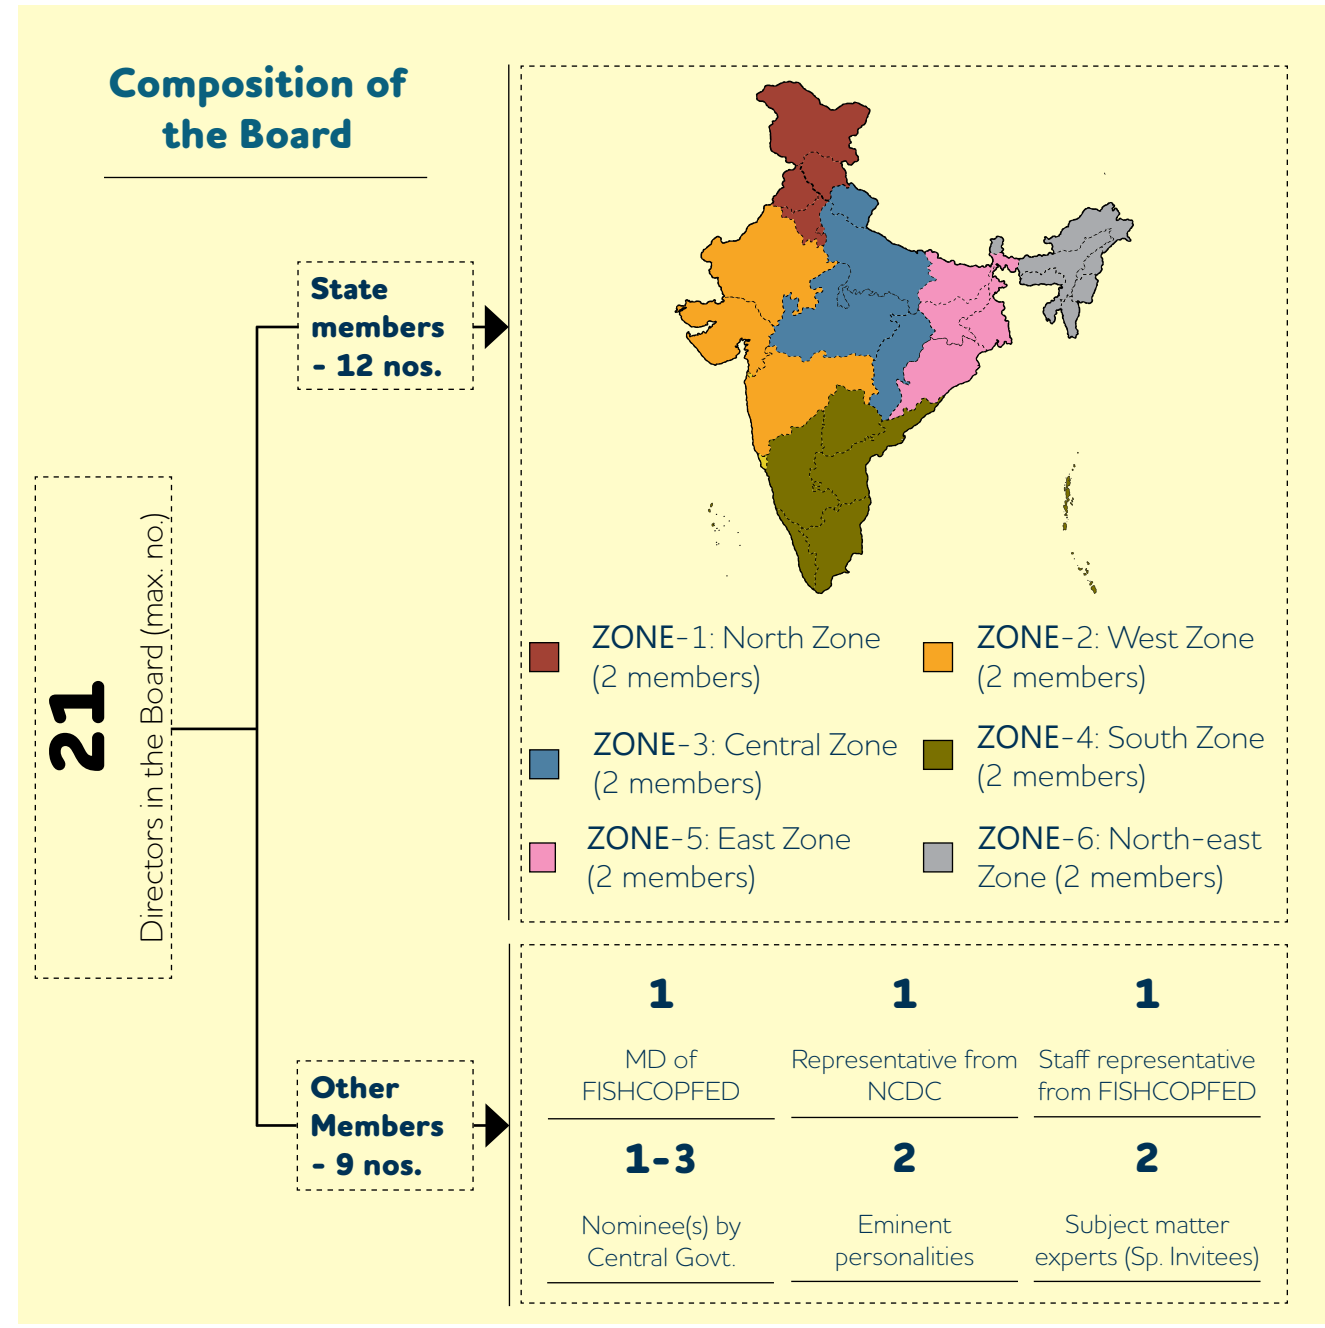 Composition of
the Board
21
Directors in the Board (max. no.)
State
members
- 12 nos.
ZONE-1: North Zone
(2 members)
ZONE-2: West Zone
(2 members)
ZONE-3: Central Zone
(2 members)
ZONE-4: South Zone
(2 members)
ZONE-5: East Zone
(2 members)
ZONE-6: North-east
Zone (2 members)
Other
Members
- 9 nos.
1
MD of
FISHCOPFED
1
Representative from
NCDC
1
Staff representative
from FISHCOPFED
1-3
Nominee(s) by
Central Govt.
2
Eminent
personalities
2
Subject matter
experts (Sp. Invitees)